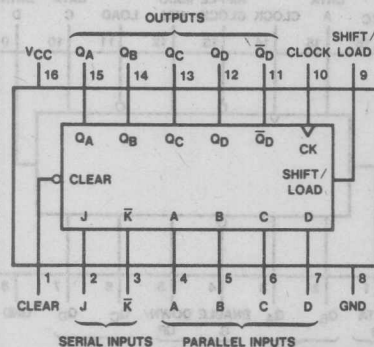 OUTPUTS
SHIFT/
VCC QA QB QC QD Q̅D CLOCK LOAD
16 15 14 13 12 11 10 9
QA QB QC QD Q̅D CK
CLEAR
SHIFT/
LOAD
J K̅ A B C D
1 2 3 4 5 6 7 8
CLEAR J K̅ A B C D GND
SERIAL INPUTS PARALLEL INPUTS